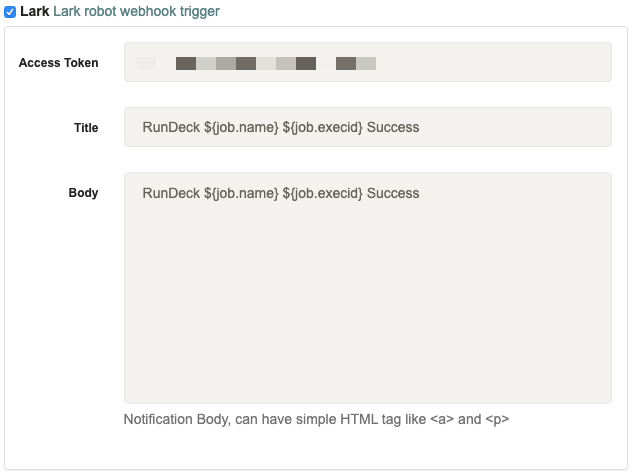 Lark Lark robot webhook trigger
Access Token
Title RunDeck ${job.name} ${job.execid} Success
Body RunDeck ${job.name} ${job.execid} Success
Notification Body, can have simple HTML tag like <a> and <p>